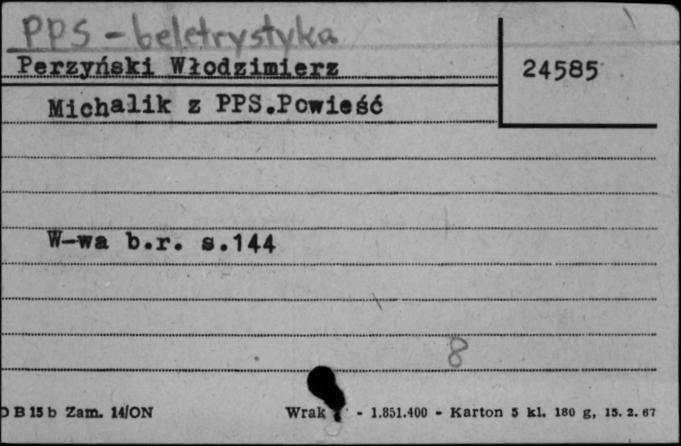 PPS - beletrystyka
Perzyński Włodzimierz
24585
Michalik z PPS.Powieść
W-wa b.r. s.144
8
DB 15 b Zam. 14/ON
Wrak - 1.851.400 - Karton 5 kl. 180 g, 15. 2. 67